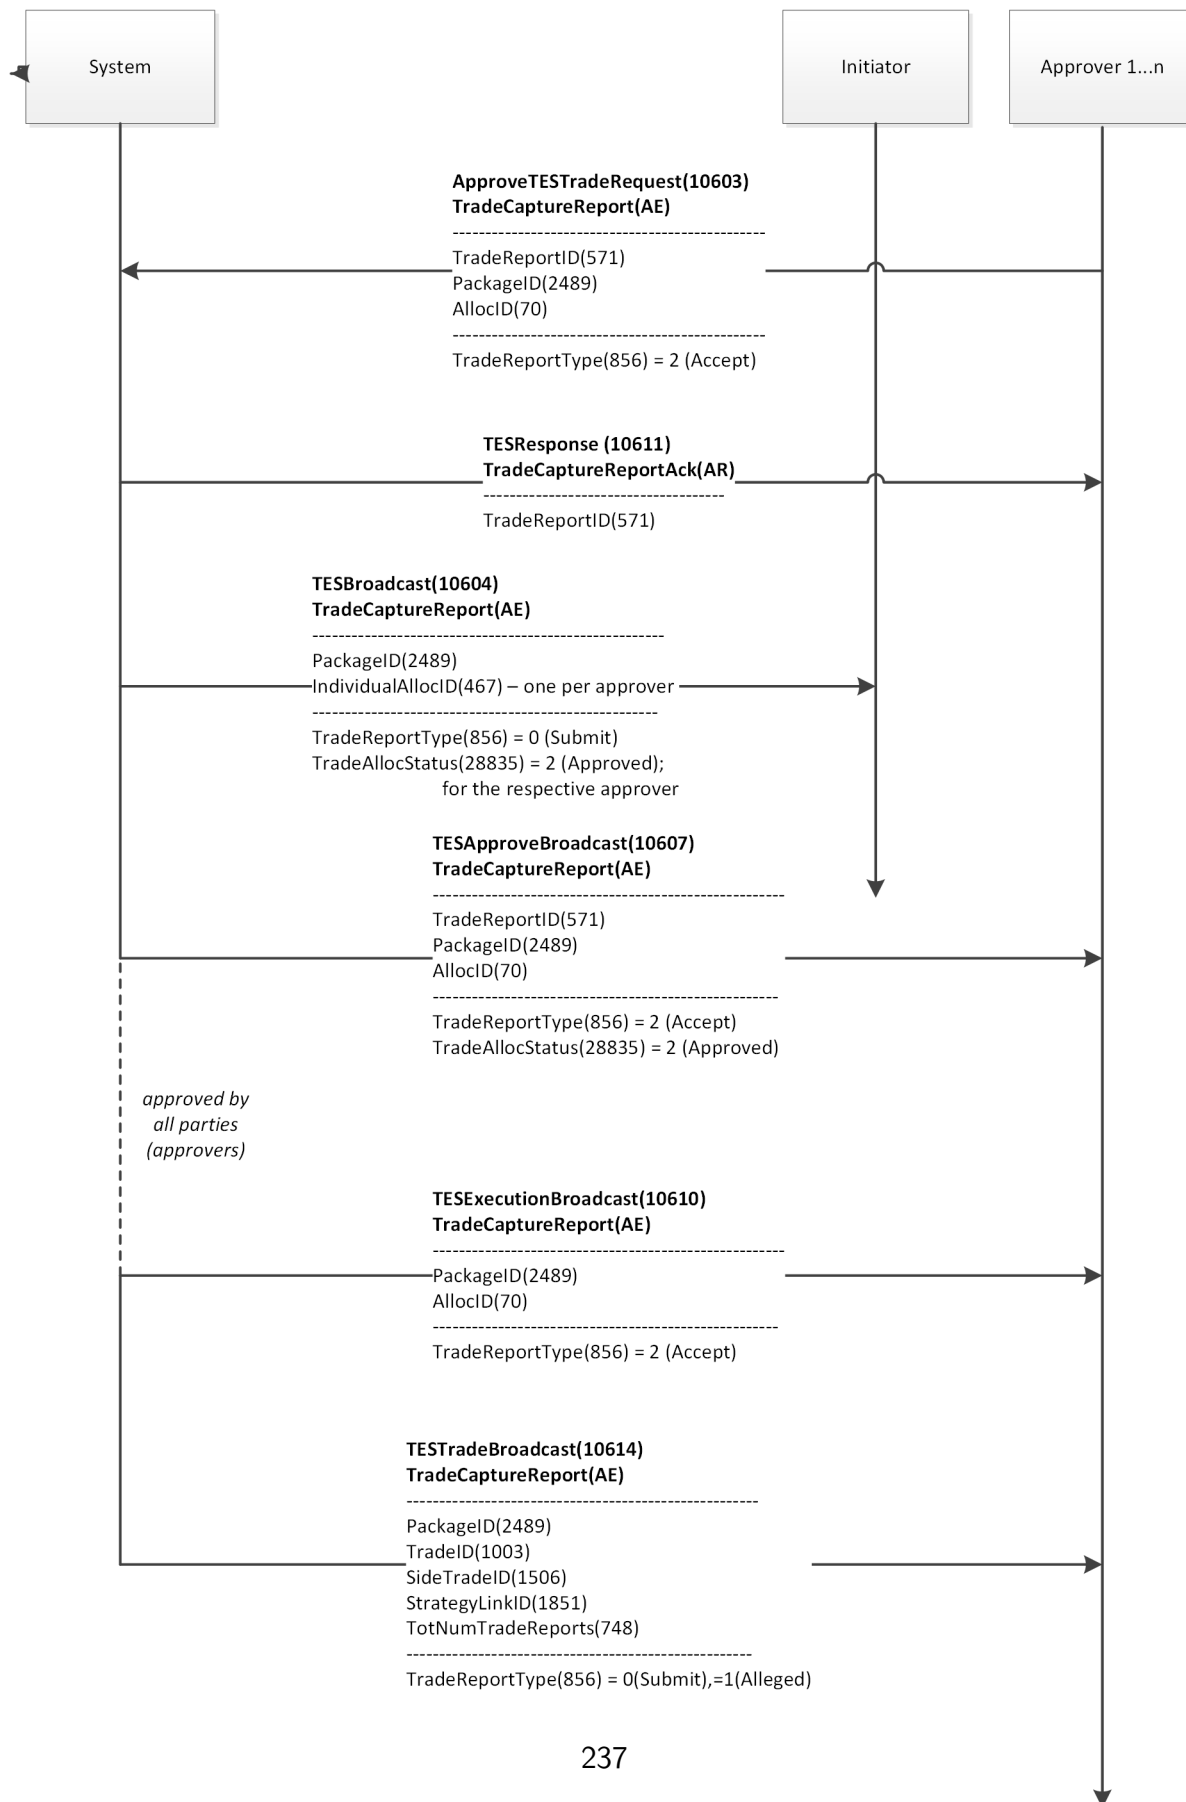 System
Initiator
Approver 1...n
ApproveTESTradeRequest(10603)
TradeCaptureReport(AE)
------------------------------------------------
TradeReportID(571)
PackageID(2489)
AllocID(70)
------------------------------------------------
TradeReportType(856) = 2 (Accept)
TESResponse (10611)
TradeCaptureReportAck(AR)
-------------------------------------
TradeReportID(571)
TESBroadcast(10604)
TradeCaptureReport(AE)
------------------------------------------------------
PackageID(2489)
IndividualAllocID(467) – one per approver
-----------------------------------------------------
TradeReportType(856) = 0 (Submit)
TradeAllocStatus(28835) = 2 (Approved);
for the respective approver
TESApproveBroadcast(10607)
TradeCaptureReport(AE)
------------------------------------------------------
TradeReportID(571)
PackageID(2489)
AllocID(70)
-----------------------------------------------------
TradeReportType(856) = 2 (Accept)
TradeAllocStatus(28835) = 2 (Approved)
approved by
all parties
(approvers)
TESExecutionBroadcast(10610)
TradeCaptureReport(AE)
------------------------------------------------------
PackageID(2489)
AllocID(70)
-----------------------------------------------------
TradeReportType(856) = 2 (Accept)
TESTradeBroadcast(10614)
TradeCaptureReport(AE)
------------------------------------------------------
PackageID(2489)
TradeID(1003)
SideTradeID(1506)
StrategyLinkID(1851)
TotNumTradeReports(748)
-----------------------------------------------------
TradeReportType(856) = 0(Submit),=1(Alleged)
237